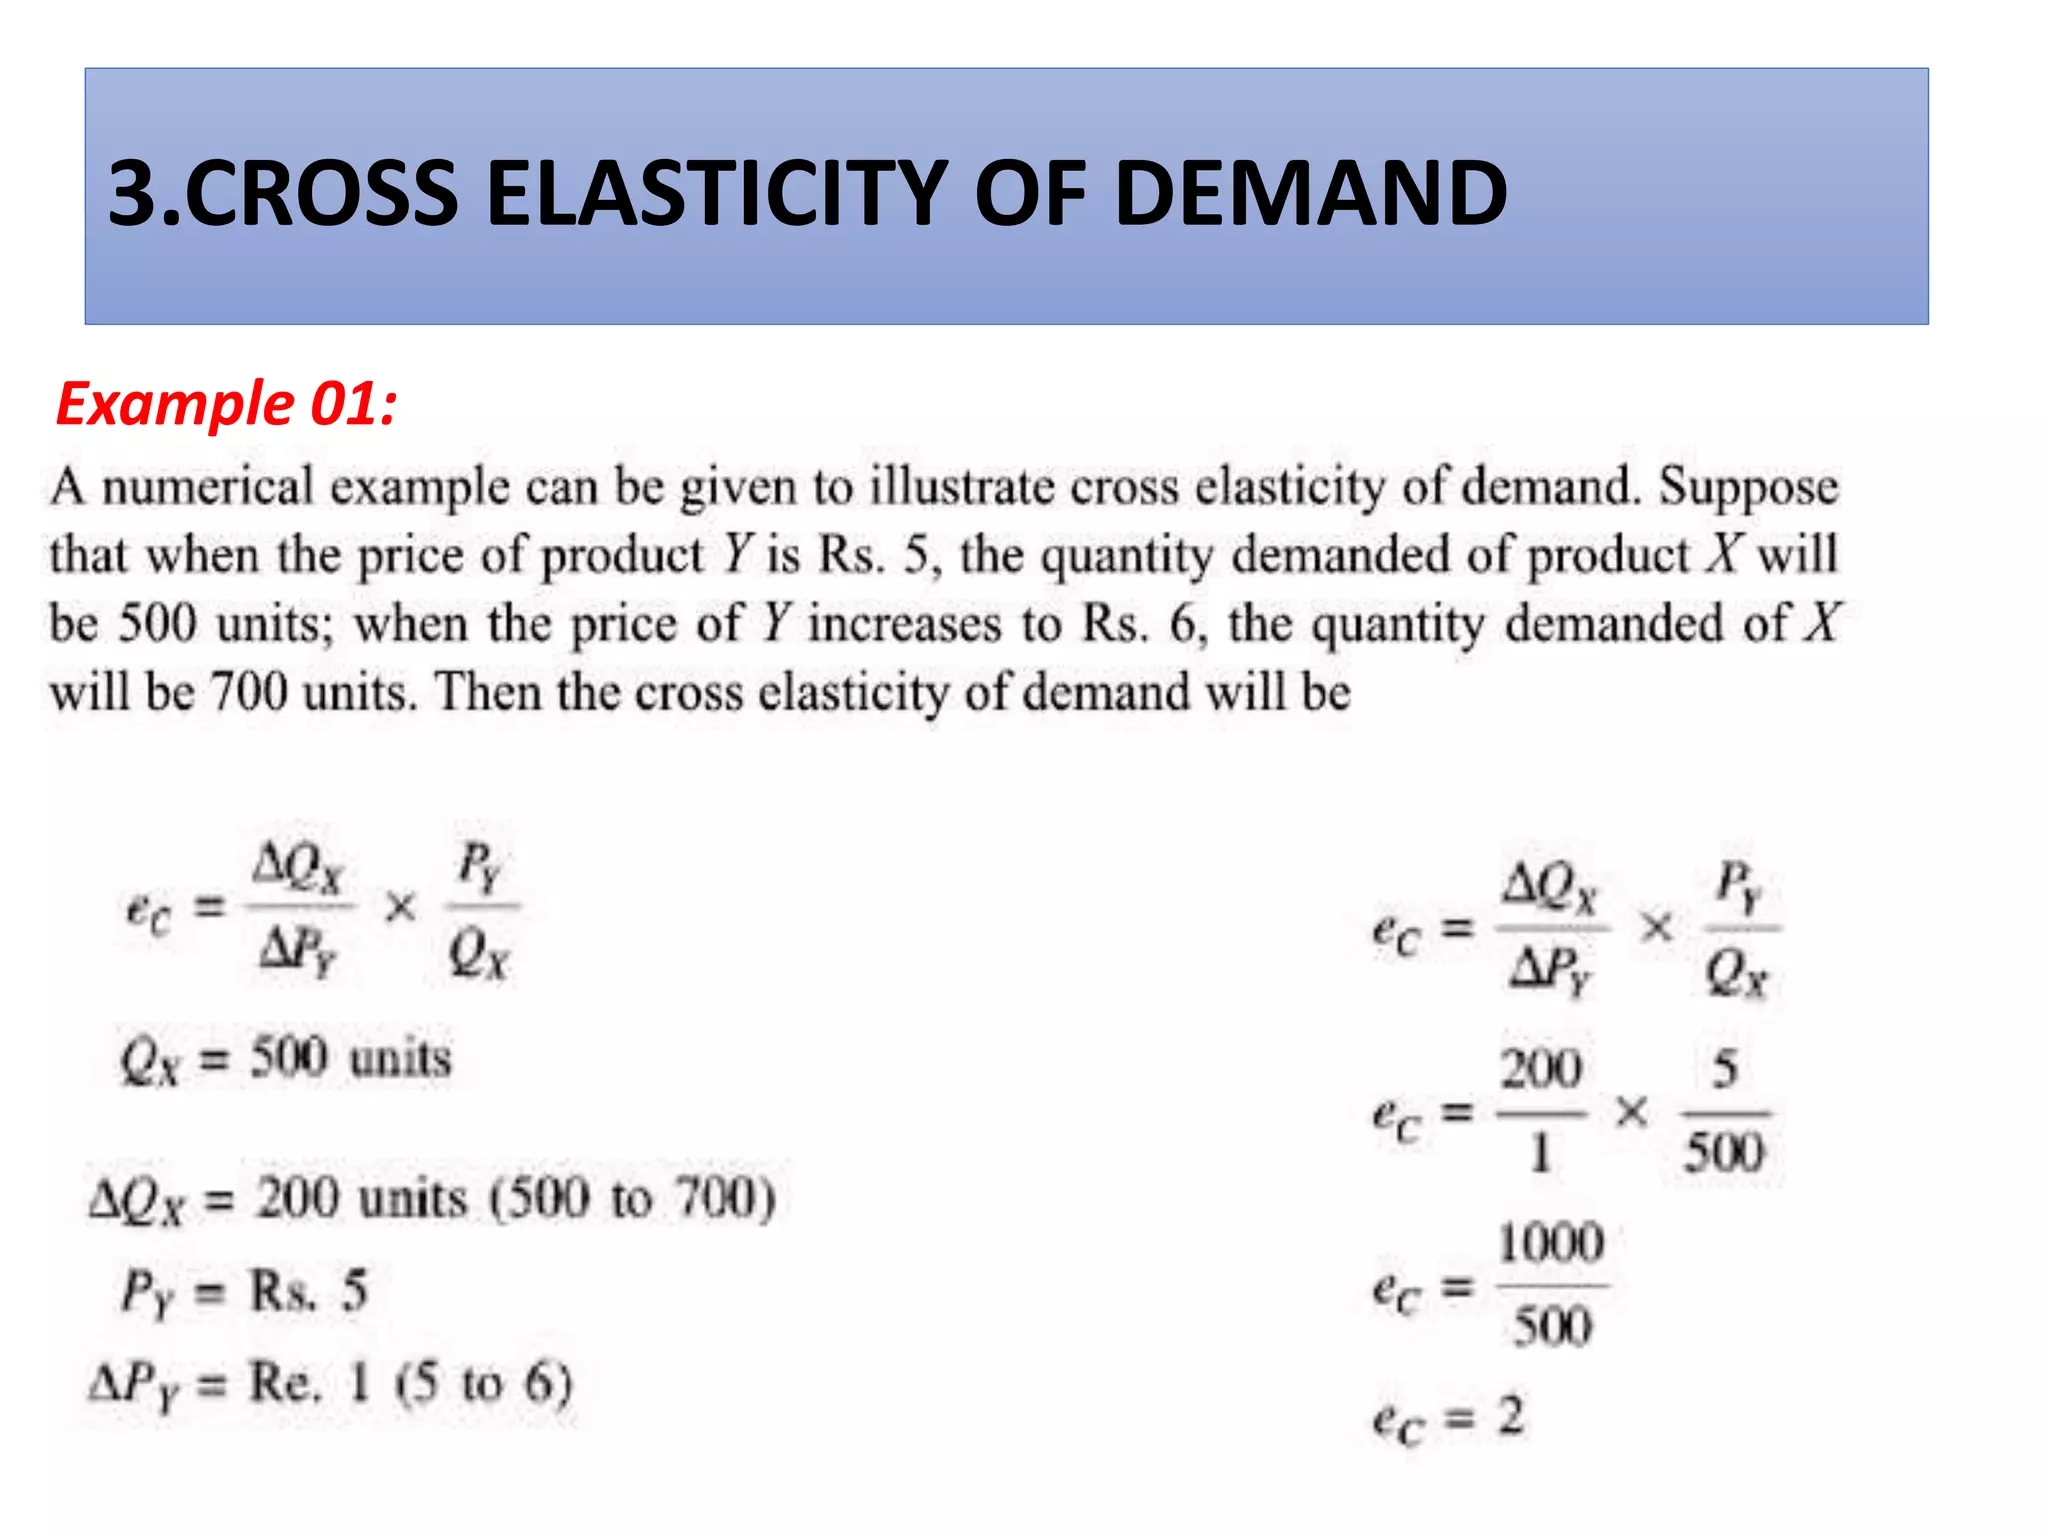 3.CROSS ELASTICITY OF DEMAND
Example 01:
A numerical example can be given to illustrate cross elasticity of demand. Suppose
that when the price of product Y is Rs. 5, the quantity demanded of product X will
be 500 units; when the price of Y increases to Rs. 6, the quantity demanded of X
will be 700 units. Then the cross elasticity of demand will be
e_C = ΔQ_X / ΔP_Y × P_Y / Q_X
Q_X = 500 units
ΔQ_X = 200 units (500 to 700)
P_Y = Rs. 5
ΔP_Y = Re. 1 (5 to 6)
e_C = ΔQ_X / ΔP_Y × P_Y / Q_X
e_C = 200 / 1 × 5 / 500
e_C = 1000 / 500
e_C = 2